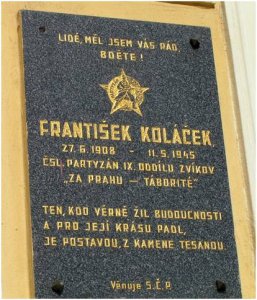 LIDÉ, MĚL JSEM VÁS RÁD,
BDĚTE !
FRANTIŠEK KOLÁČEK,
27. 6. 1908 - 11. 5. 1945
ČSL. PARTYZÁN IX. ODDÍLU ZVÍKOV
"ZA PRAHU — TÁBORITÉ"
TEN, KDO VĚRNĚ ŽIL BUDOUCNOSTI
A PRO JEJÍ KRÁSU PADL,
JE POSTAVOU, Z KAMENE TESANOU.
Věnuje S.Č.P.